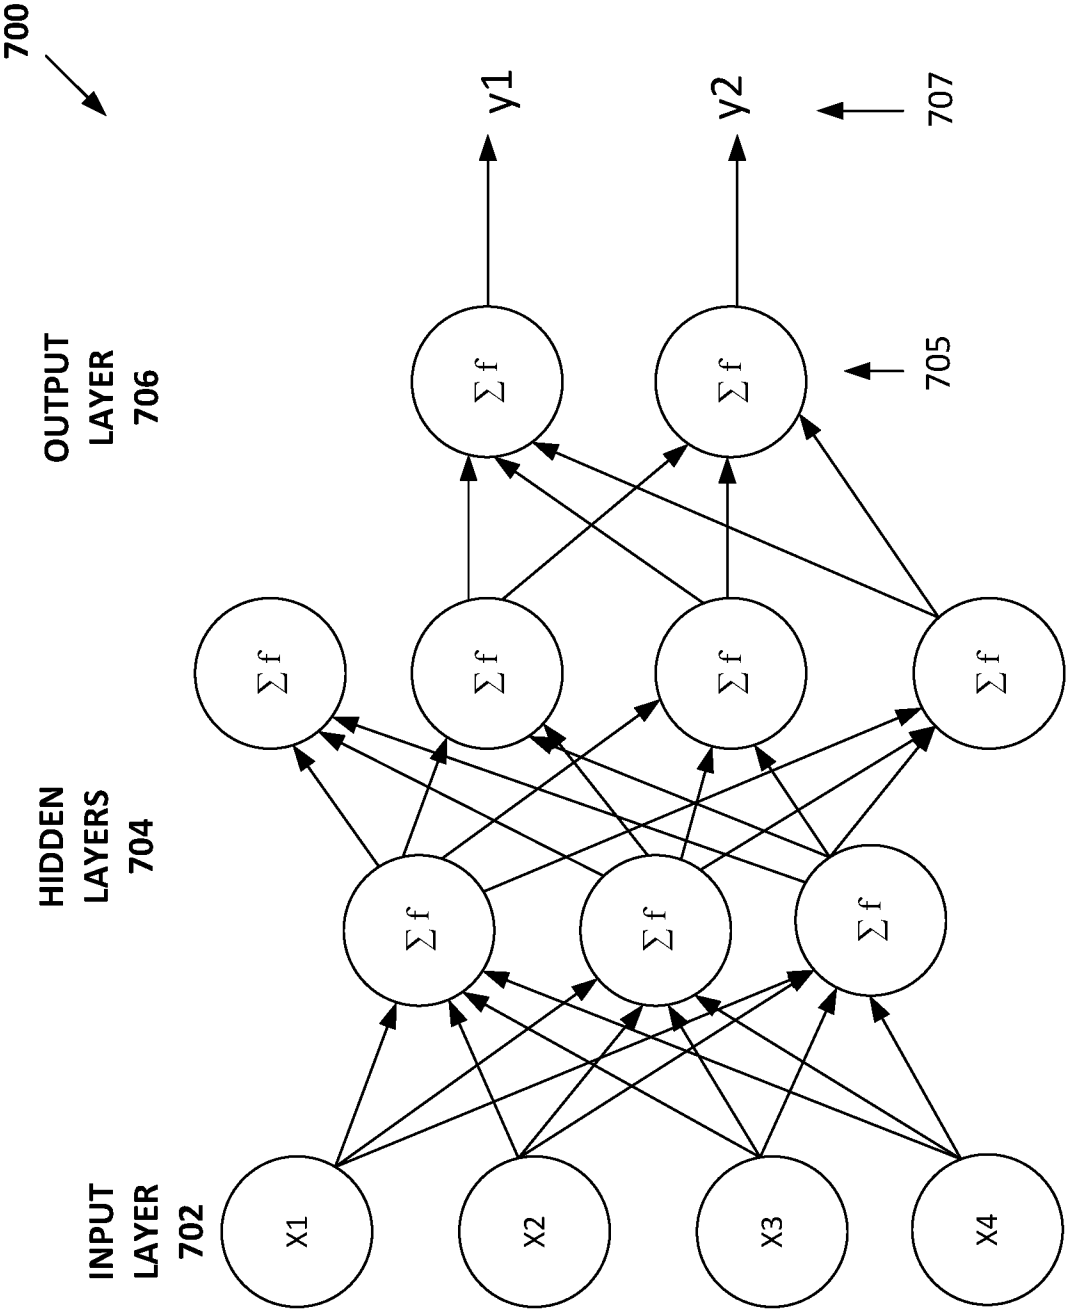 700
INPUT
LAYER
702
HIDDEN
LAYERS
704
OUTPUT
LAYER
706
X1
X2
X3
X4
Σ f
Σ f
Σ f
Σ f
Σ f
Σ f
Σ f
Σ f
Σ f
y1
y2
705
707